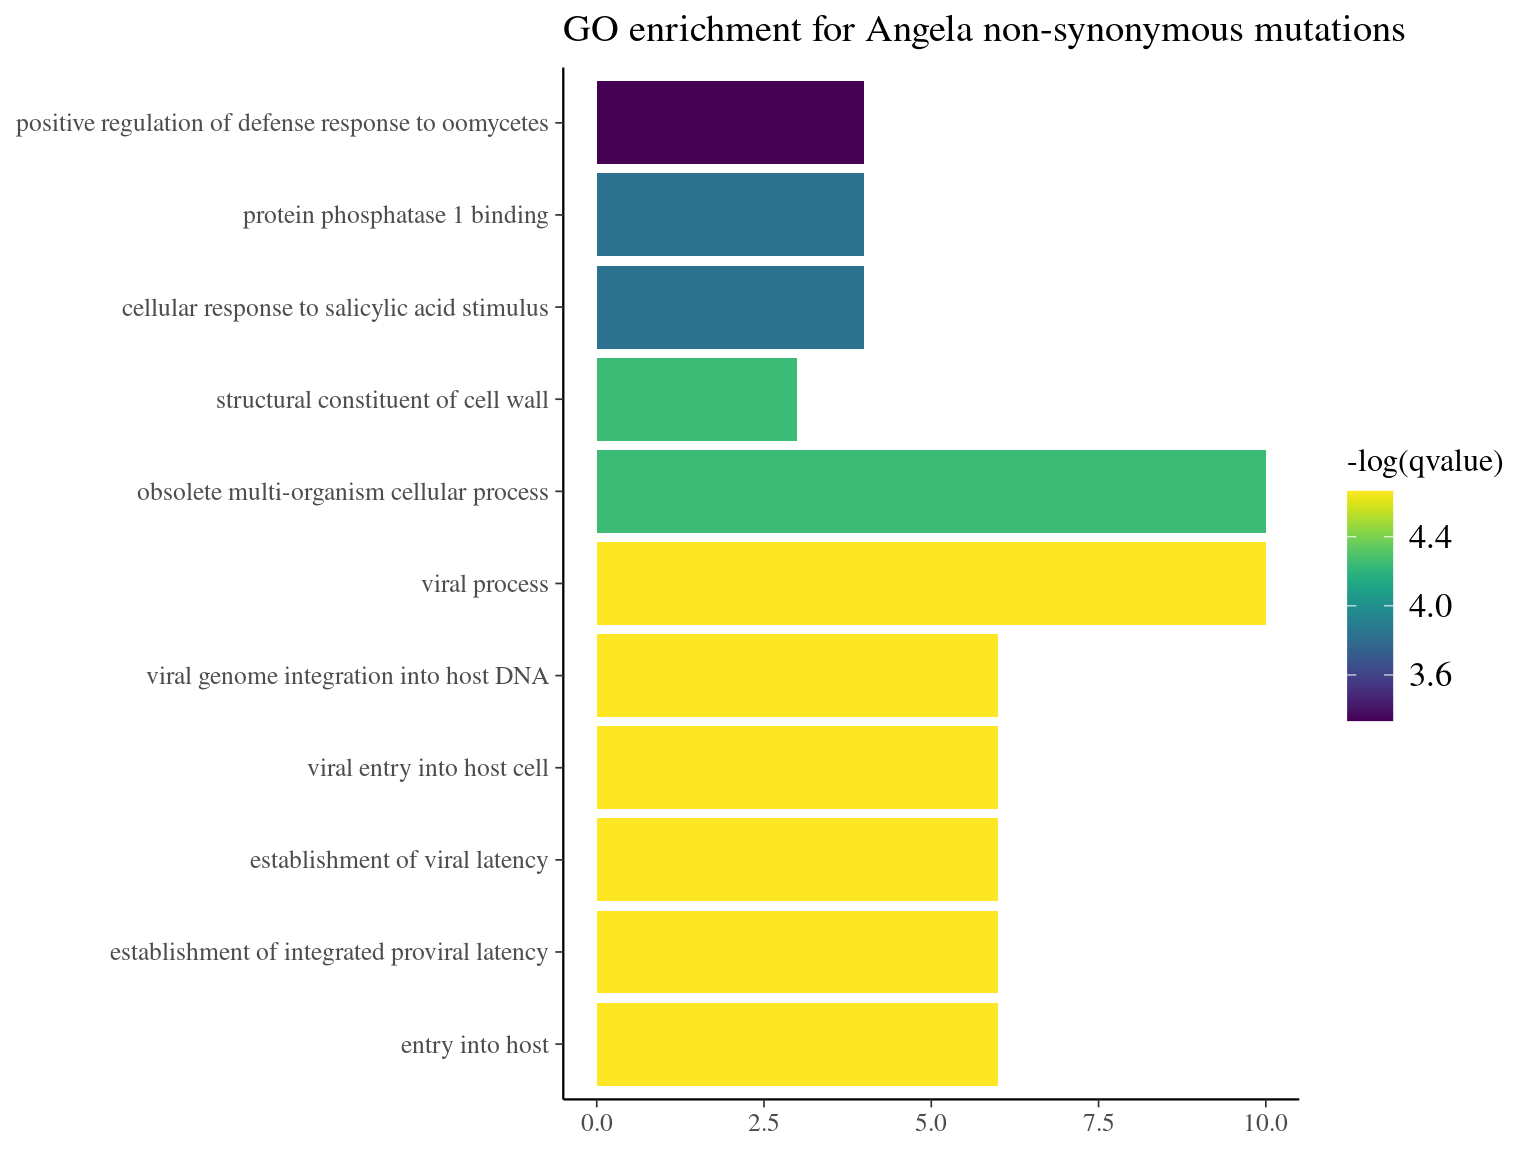 GO enrichment for Angela non-synonymous mutations
positive regulation of defense response to oomycetes
protein phosphatase 1 binding
cellular response to salicylic acid stimulus
structural constituent of cell wall
obsolete multi-organism cellular process
viral process
viral genome integration into host DNA
viral entry into host cell
establishment of viral latency
establishment of integrated proviral latency
entry into host
0.0 2.5 5.0 7.5 10.0
-log(qvalue)
4.4
4.0
3.6